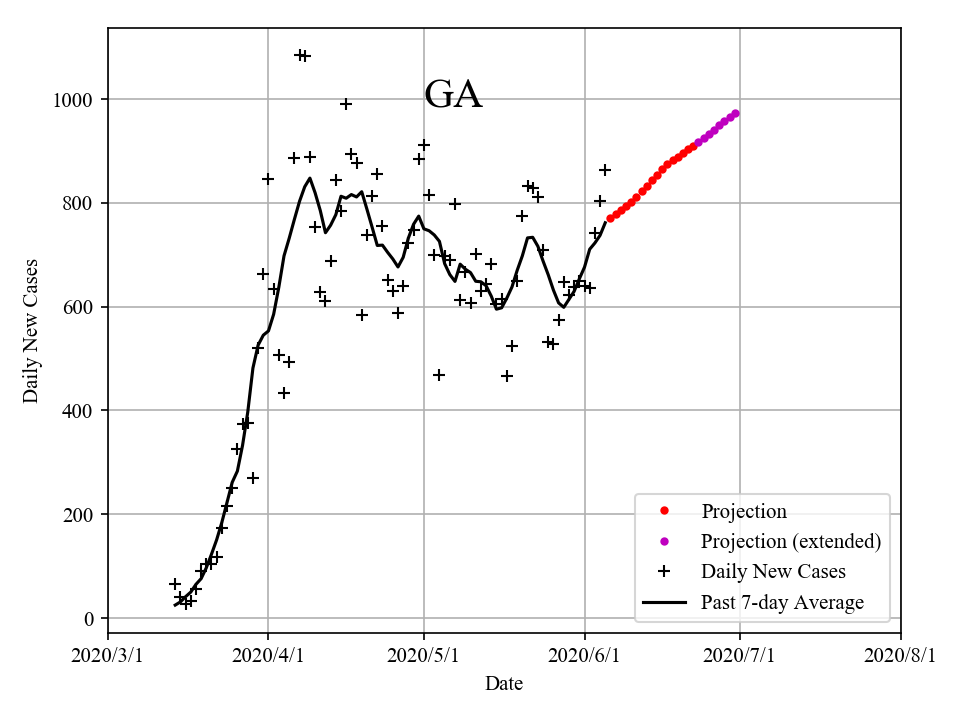 GA
Daily New Cases
1000
800
600
400
200
0
2020/3/1 2020/4/1 2020/5/1 2020/6/1 2020/7/1 2020/8/1
Date
Projection
Projection (extended)
Daily New Cases
Past 7-day Average